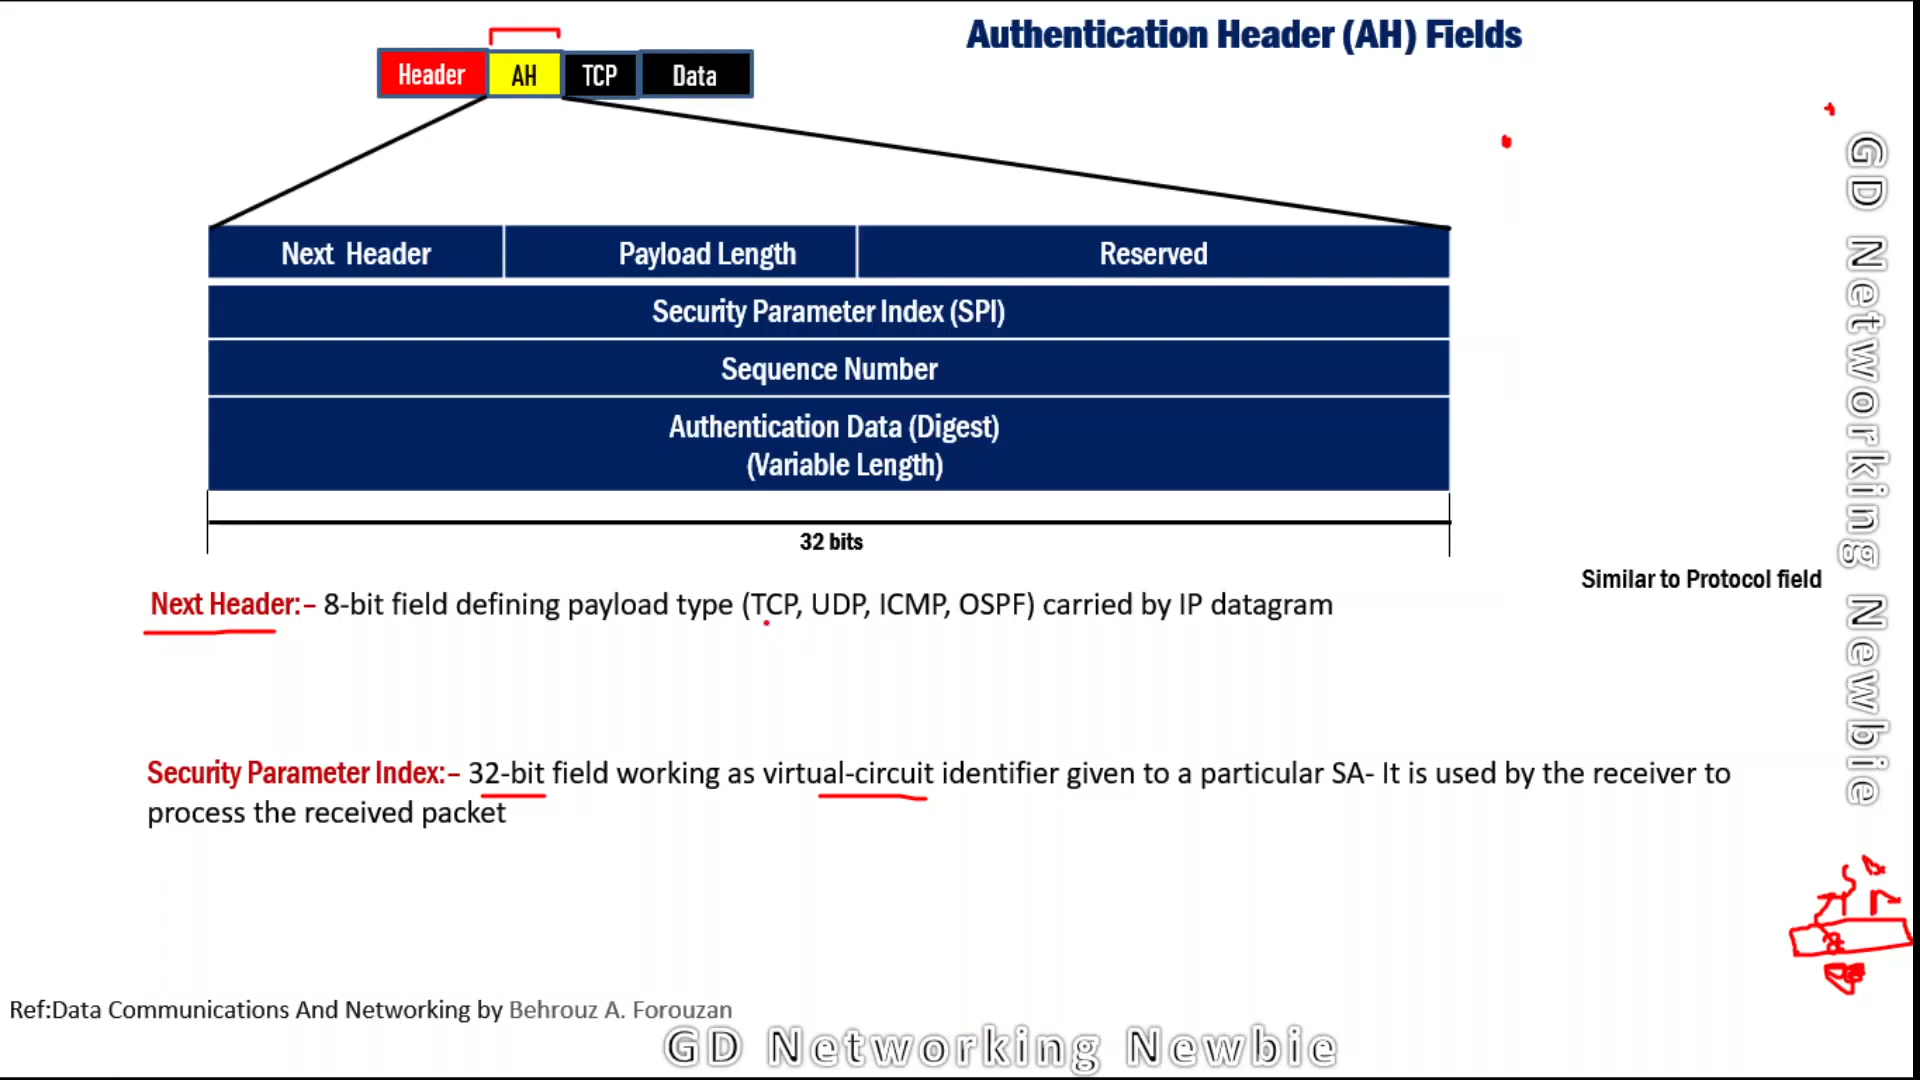 Authentication Header (AH) Fields
Header AH TCP Data
Next Header Payload Length Reserved
Security Parameter Index (SPI)
Sequence Number
Authentication Data (Digest)
(Variable Length)
32 bits
Similar to Protocol field
Next Header:– 8-bit field defining payload type (TCP, UDP, ICMP, OSPF) carried by IP datagram
Security Parameter Index:– 32-bit field working as virtual-circuit identifier given to a particular SA- It is used by the receiver to
process the received packet
Ref:Data Communications And Networking by Behrouz A. Forouzan
GD Networking Newbie
GD Networking Newbie